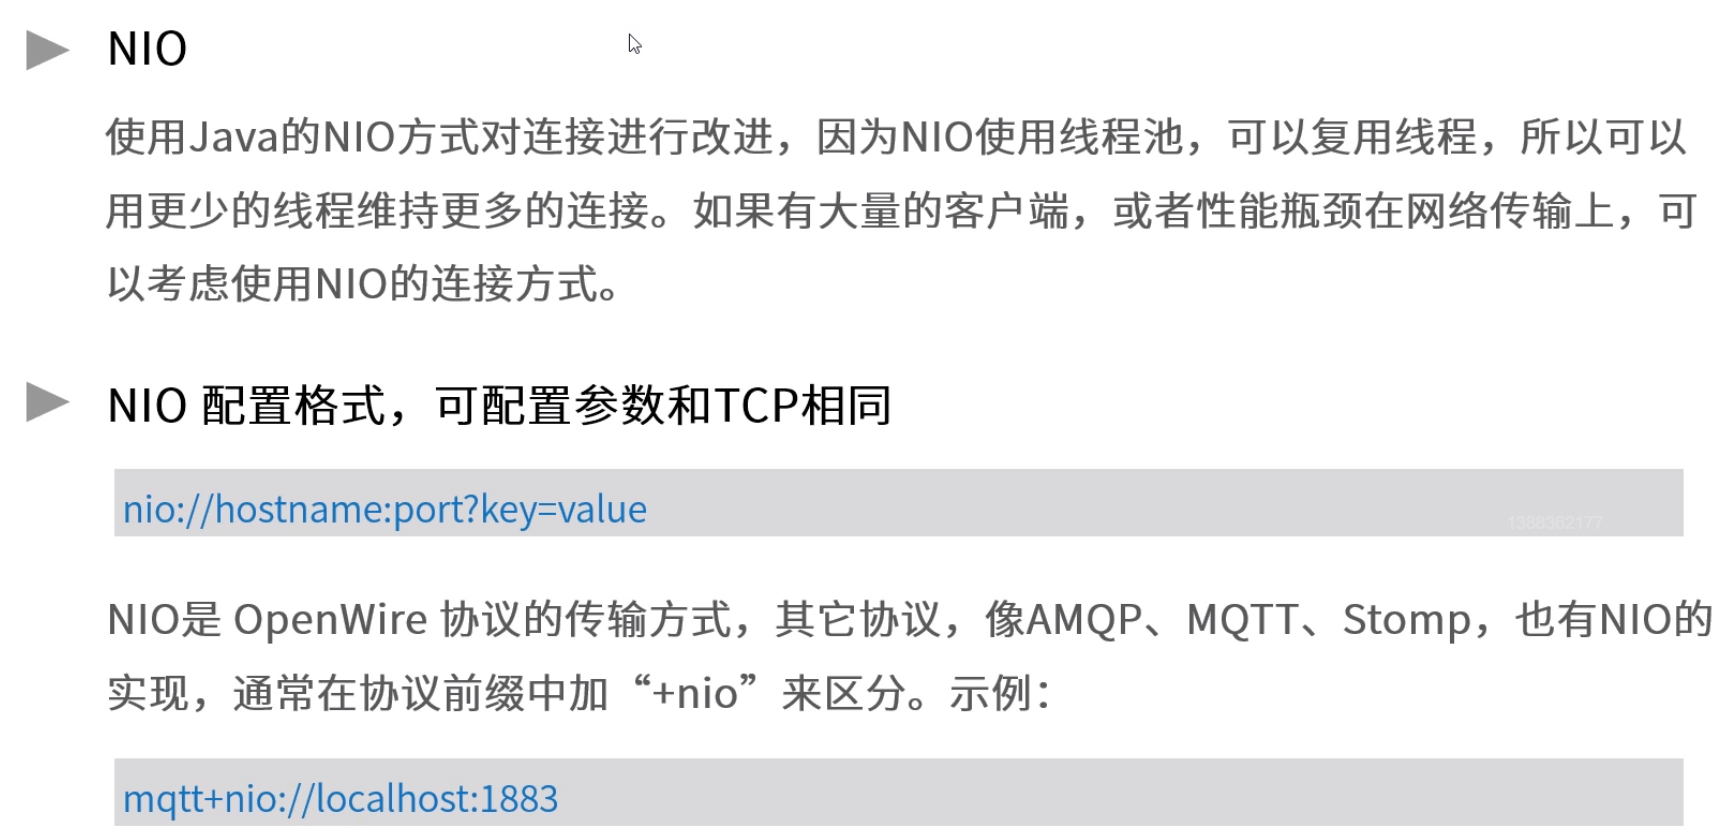 NIO
使用Java的NIO方式对连接进行改进，因为NIO使用线程池，可以复用线程，所以可以
用更少的线程维持更多的连接。如果有大量的客户端，或者性能瓶颈在网络传输上，可
以考虑使用NIO的连接方式。
NIO 配置格式，可配置参数和TCP相同
nio://hostname:port?key=value
1388362177
NIO是 OpenWire 协议的传输方式，其它协议，像AMQP、MQTT、Stomp，也有NIO的
实现，通常在协议前缀中加“+nio”来区分。示例：
mqtt+nio://localhost:1883